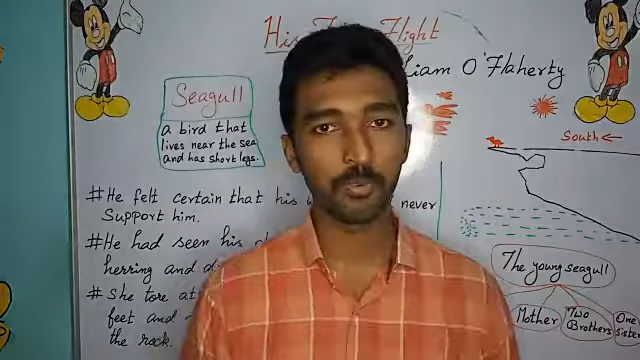 His Flight
Liam O'Flaherty
Seagull
a bird that
lives near the sea
and has short legs.
South ←
# He felt certain that his never
Support him.
# He had seen his
herring and
# She tore at
feet and
the rock.
The young seagull
Mother
Two
Brothers
One
sister